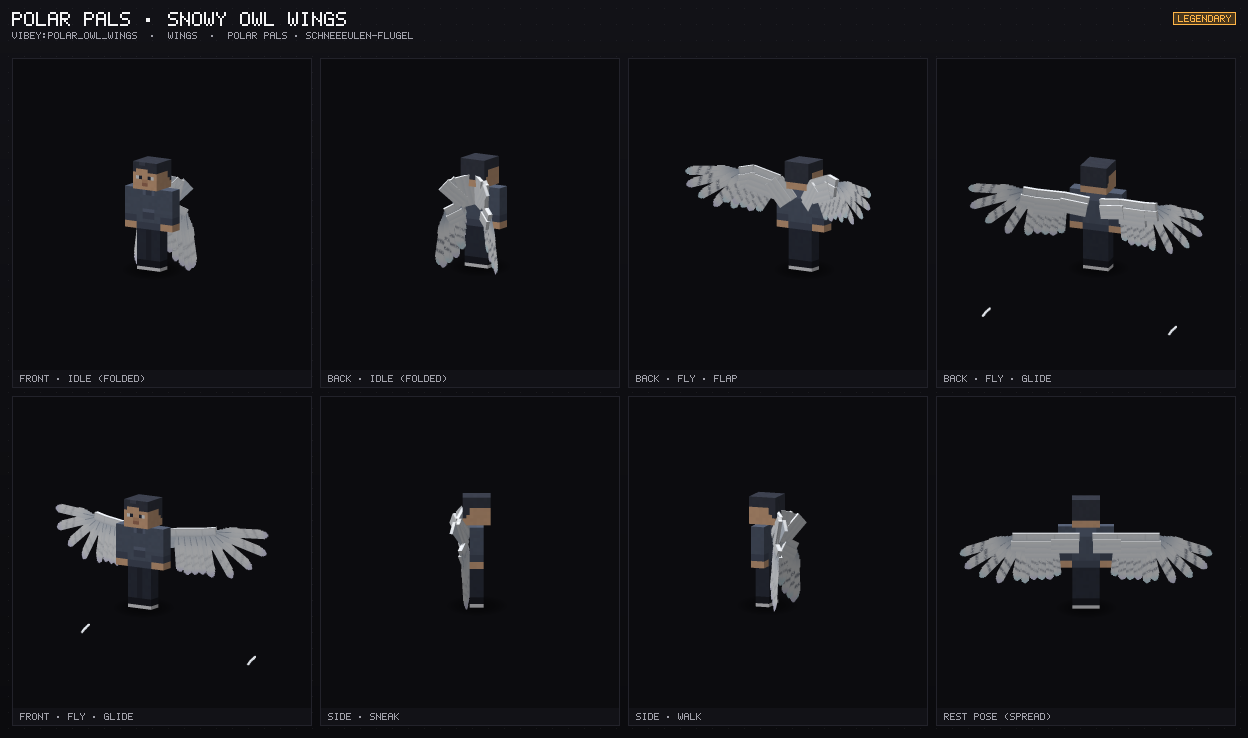 POLAR PALS • SNOWY OWL WINGS
LEGENDARY
VIBEY:POLAR_OWL_WINGS • WINGS • POLAR PALS • SCHNEEEULEN-FLUGEL
FRONT • IDLE (FOLDED)
BACK • IDLE (FOLDED)
BACK • FLY • FLAP
BACK • FLY • GLIDE
FRONT • FLY • GLIDE
SIDE • SNEAK
SIDE • WALK
REST POSE (SPREAD)